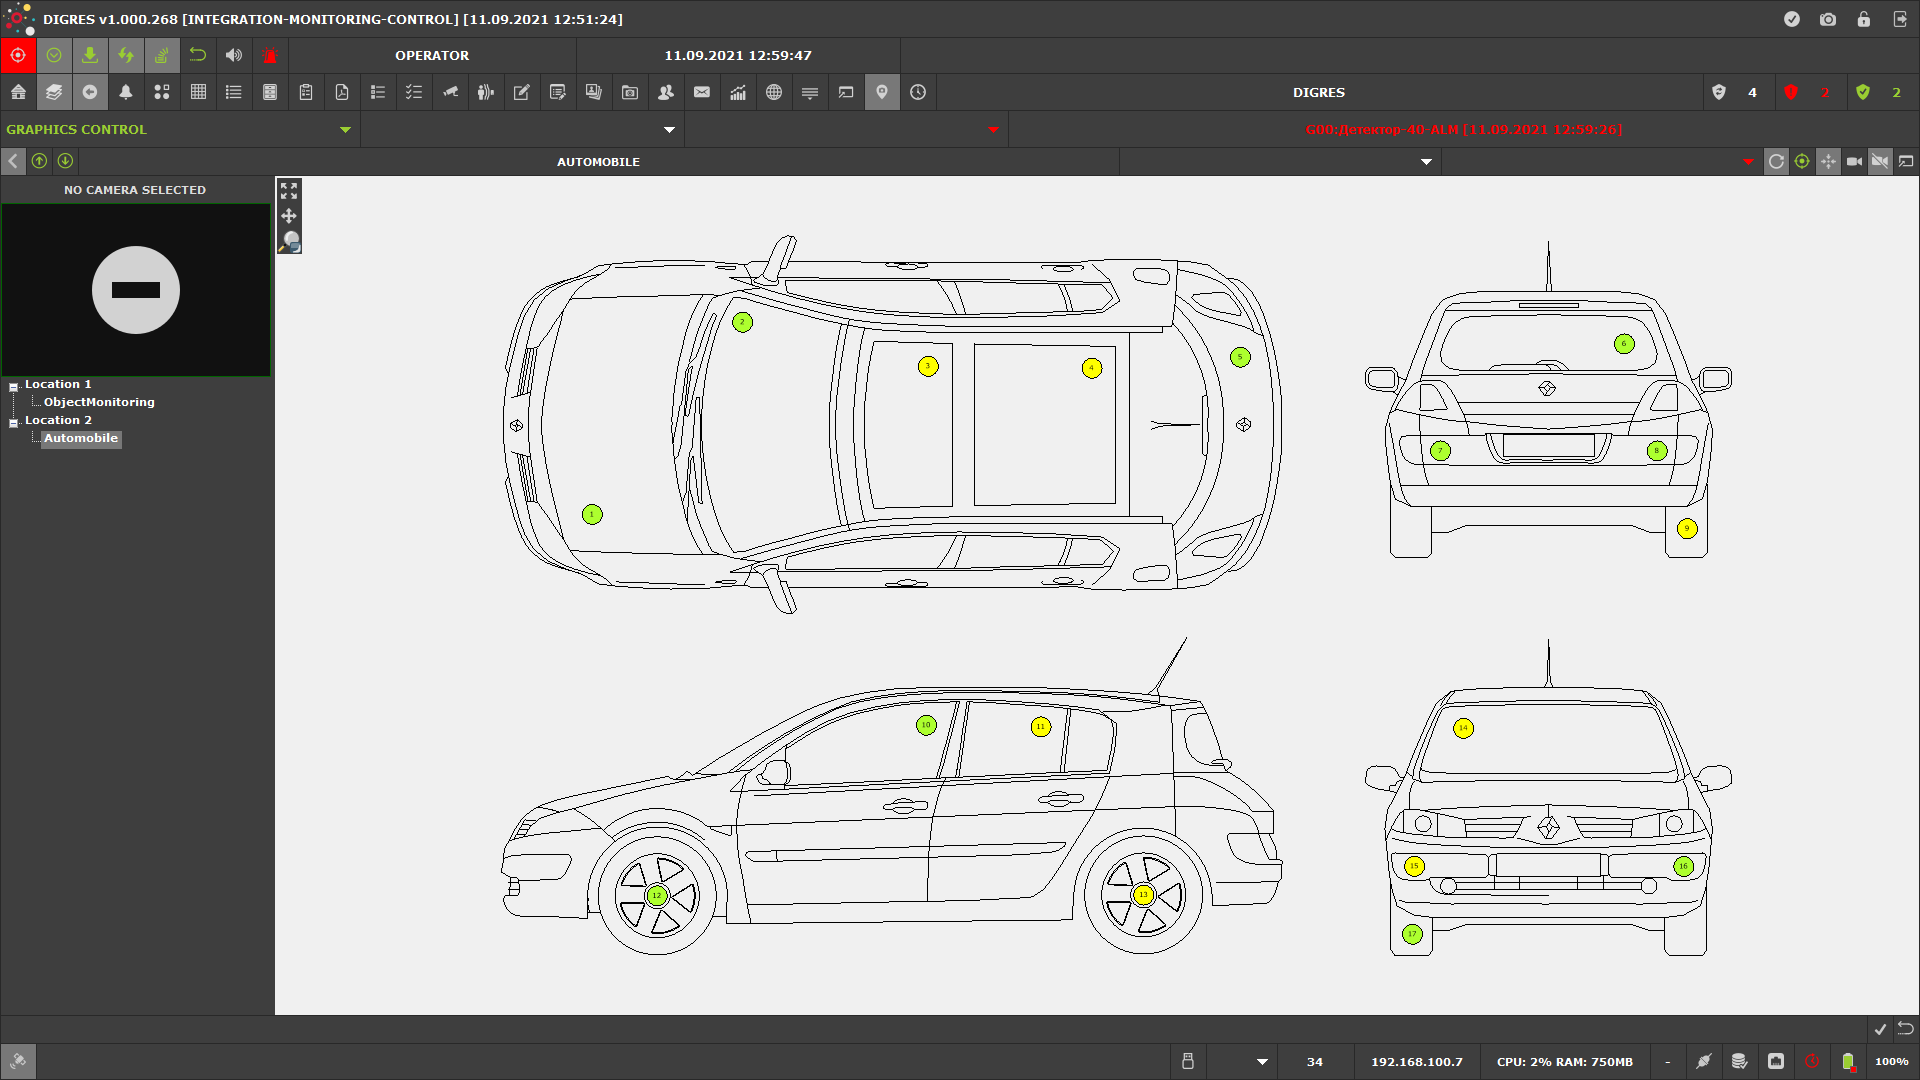 DIGRES v1.000.268 [INTEGRATION-MONITORING-CONTROL] [11.09.2021 12:51:24]
OPERATOR
11.09.2021 12:59:47
DIGRES
4
2
2
GRAPHICS CONTROL
G00:Детектор-40-ALM [11.09.2021 12:59:26]
AUTOMOBILE
NO CAMERA SELECTED
Location 1
ObjectMonitoring
Location 2
Automobile
1
2
3
4
5
6
7
8
9
10
11
12
13
14
15
16
17
34
192.168.100.7
CPU: 2% RAM: 750MB
-
100%